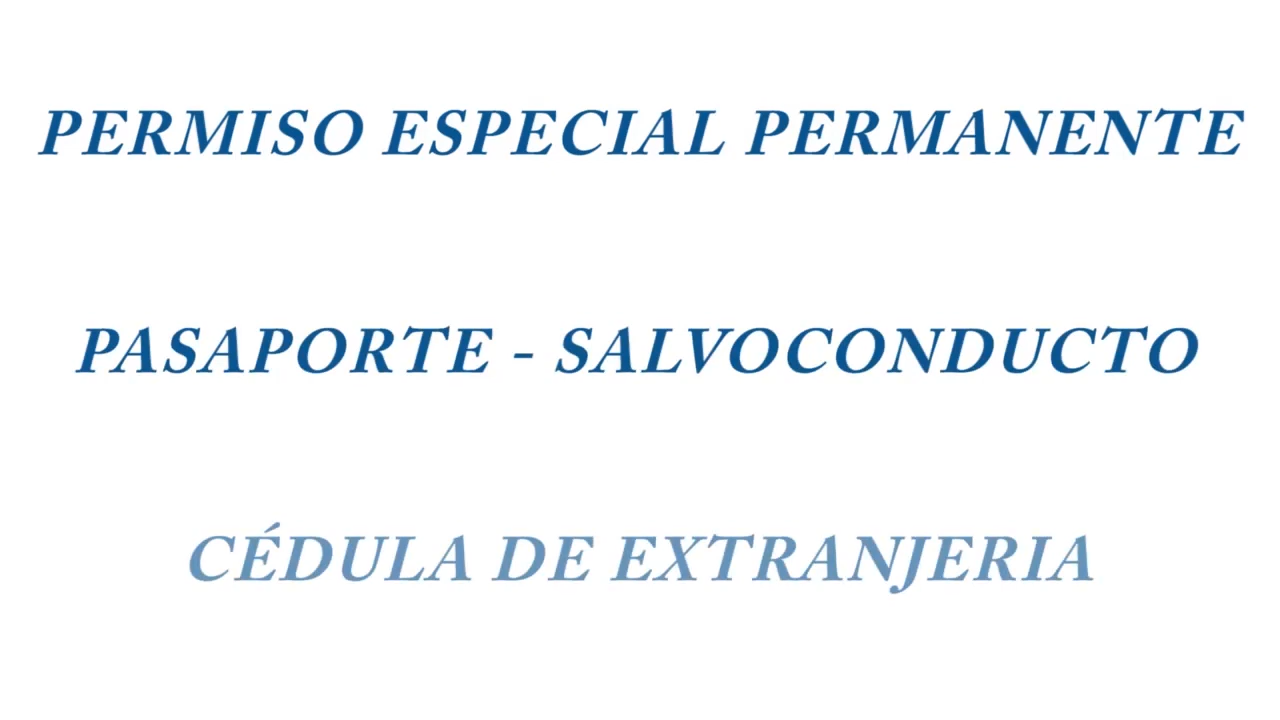 PERMISO ESPECIAL PERMANENTE
PASAPORTE - SALVOCONDUCTO
CÉDULA DE EXTRANJERIA